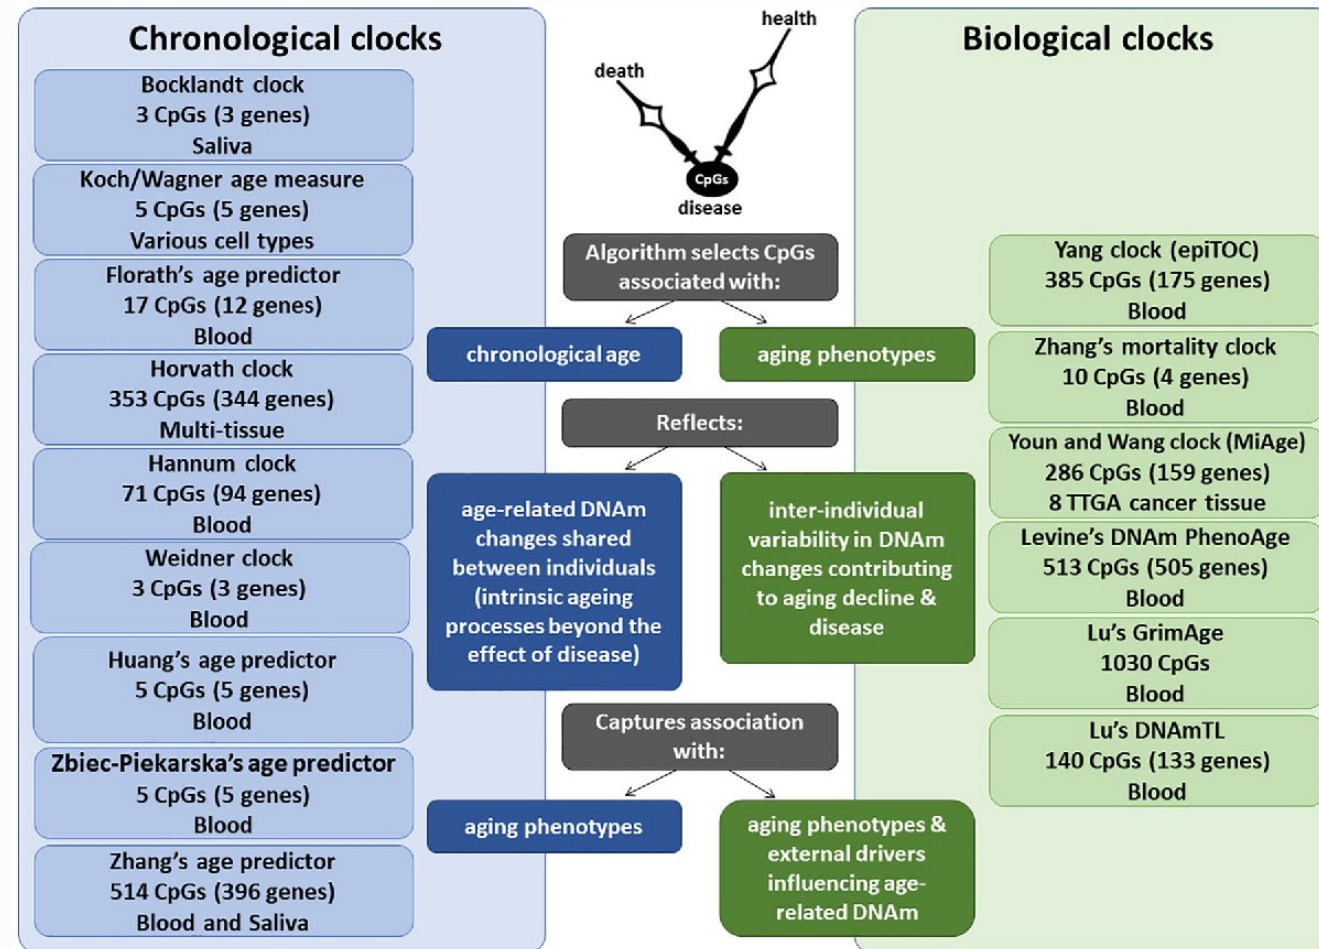 Chronological clocks
Bocklandt clock
3 CpGs (3 genes)
Saliva
Koch/Wagner age measure
5 CpGs (5 genes)
Various cell types
Florath's age predictor
17 CpGs (12 genes)
Blood
Horvath clock
353 CpGs (344 genes)
Multi-tissue
Hannum clock
71 CpGs (94 genes)
Blood
Weidner clock
3 CpGs (3 genes)
Blood
Huang's age predictor
5 CpGs (5 genes)
Blood
Zbiec-Piekarska's age predictor
5 CpGs (5 genes)
Blood
Zhang's age predictor
514 CpGs (396 genes)
Blood and Saliva
health
death
CpGs
disease
Algorithm selects CpGs
associated with:
chronological age
aging phenotypes
Reflects:
age-related DNAm
changes shared
between individuals
(intrinsic ageing
processes beyond the
effect of disease)
inter-individual
variability in DNAm
changes contributing
to aging decline &
disease
Captures association
with:
aging phenotypes
aging phenotypes &
external drivers
influencing age-
related DNAm
Biological clocks
Yang clock (epiTOC)
385 CpGs (175 genes)
Blood
Zhang's mortality clock
10 CpGs (4 genes)
Blood
Youn and Wang clock (MiAge)
286 CpGs (159 genes)
8 TTGA cancer tissue
Levine's DNAm PhenoAge
513 CpGs (505 genes)
Blood
Lu's GrimAge
1030 CpGs
Blood
Lu's DNAmTL
140 CpGs (133 genes)
Blood